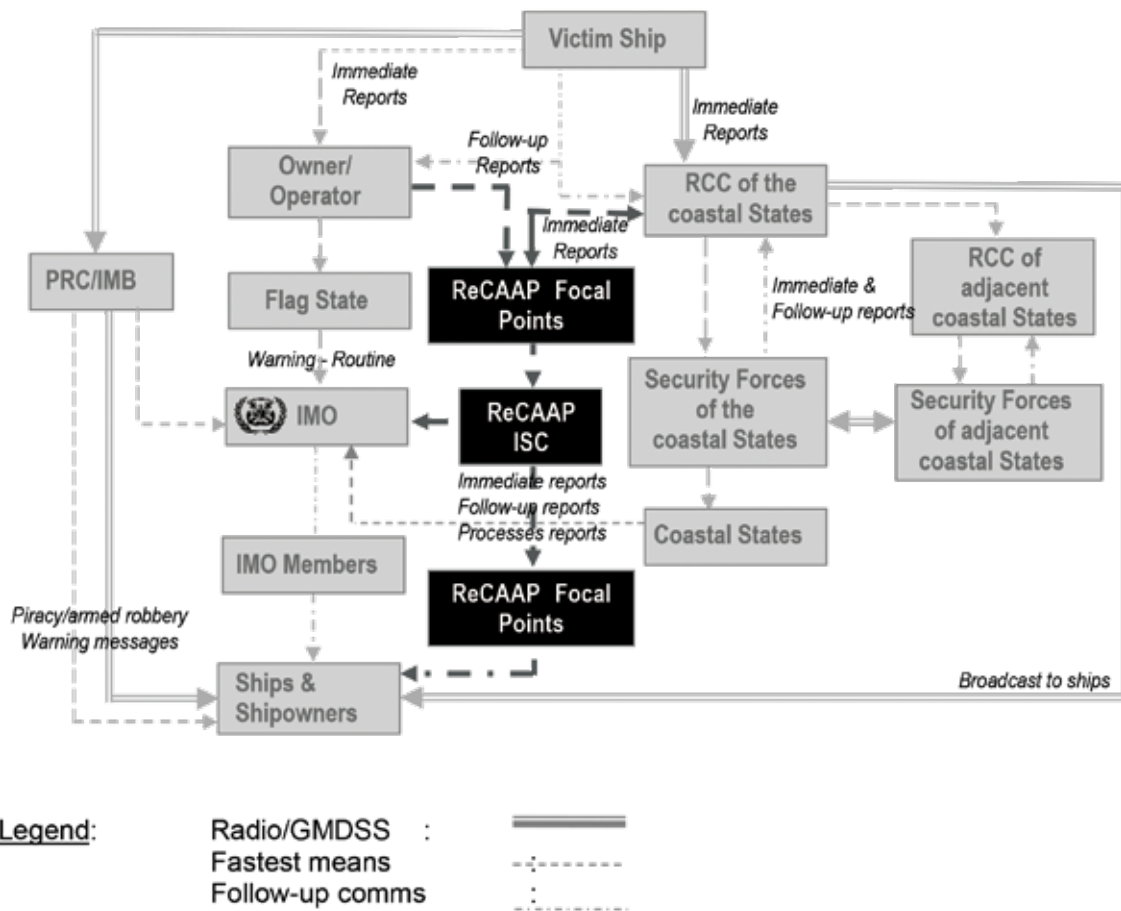 Victim Ship
Immediate
Reports
Immediate
Reports
Follow-up
Reports
Owner/
Operator
RCC of the
coastal States
Immediate
Reports
PRC/IMB
Flag State
ReCAAP Focal
Points
Immediate &
Follow-up reports
RCC of
adjacent
coastal States
Warning - Routine
IMO
ReCAAP
ISC
Security Forces
of the
coastal States
Security Forces
of adjacent
coastal States
Immediate reports
Follow-up reports
Processes reports
Coastal States
IMO Members
ReCAAP Focal
Points
Piracy/armed robbery
Warning messages
Ships &
Shipowners
Broadcast to ships
Legend:
Radio/GMDSS :
Fastest means :
Follow-up comms :